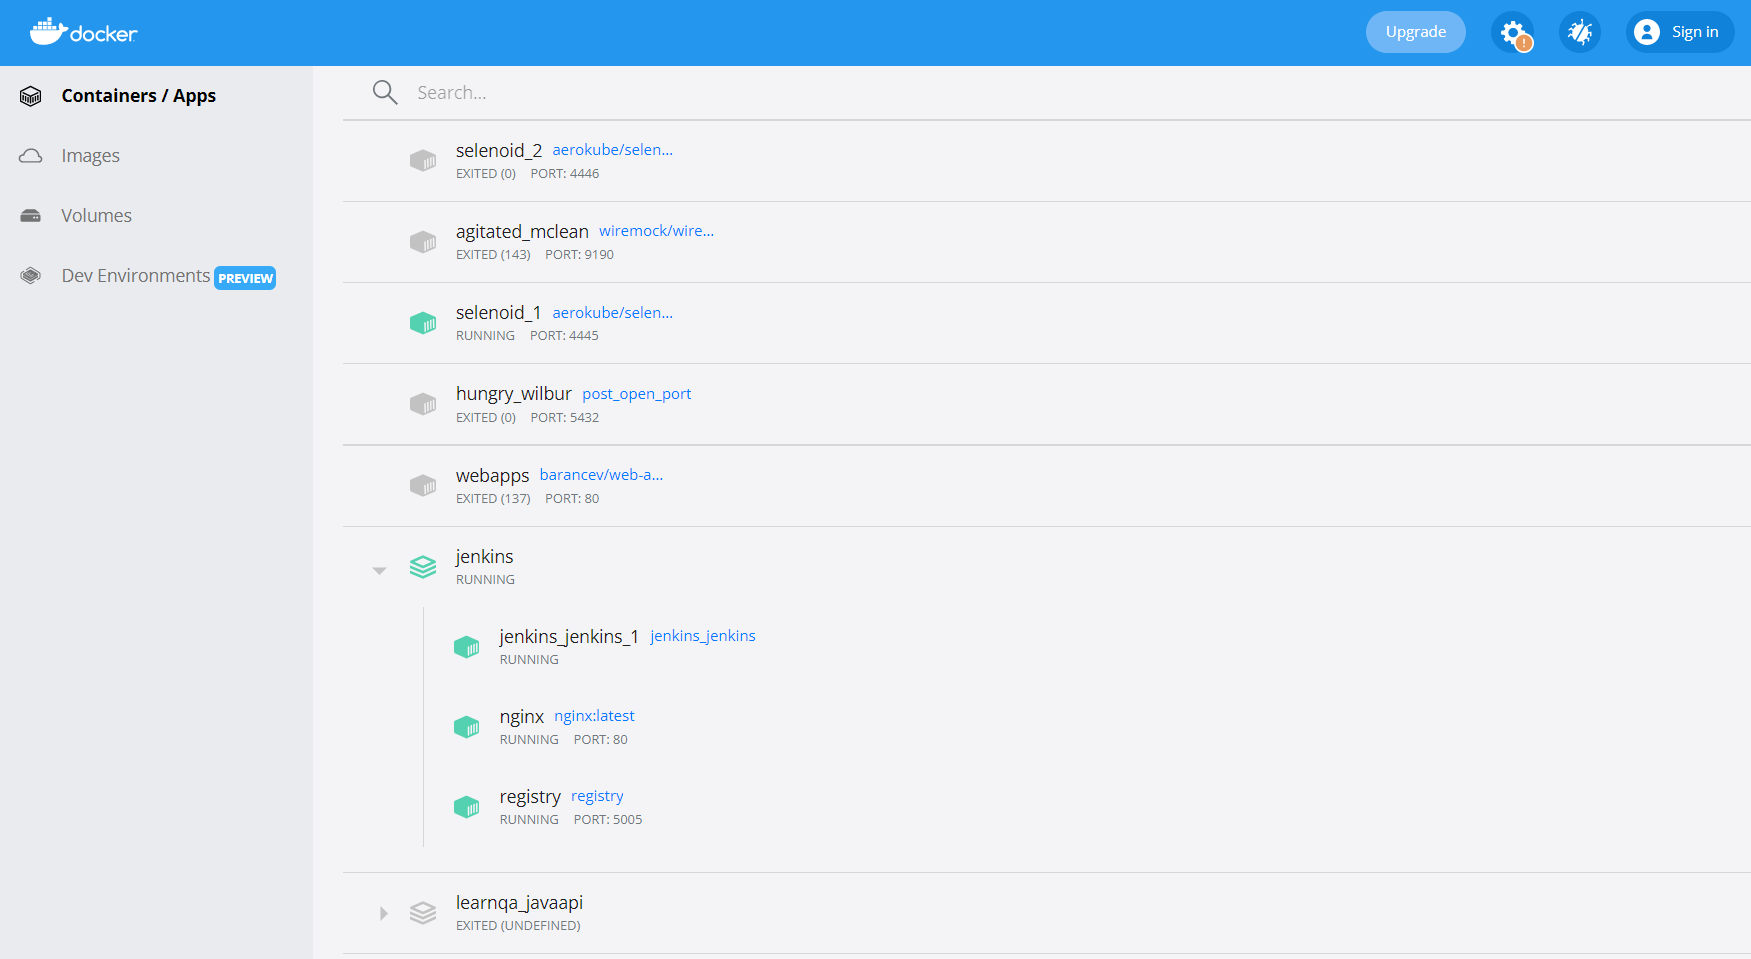 docker
Upgrade
Sign in
Containers / Apps
Images
Volumes
Dev Environments PREVIEW
Search...
selenoid_2 aerokube/selen...
EXITED (0) PORT: 4446
agitated_mclean wiremock/wire...
EXITED (143) PORT: 9190
selenoid_1 aerokube/selen...
RUNNING PORT: 4445
hungry_wilbur post_open_port
EXITED (0) PORT: 5432
webapps barancev/web-a...
EXITED (137) PORT: 80
jenkins
RUNNING
jenkins_jenkins_1 jenkins_jenkins
RUNNING
nginx nginx:latest
RUNNING PORT: 80
registry registry
RUNNING PORT: 5005
learnqa_javaapi
EXITED (UNDEFINED)